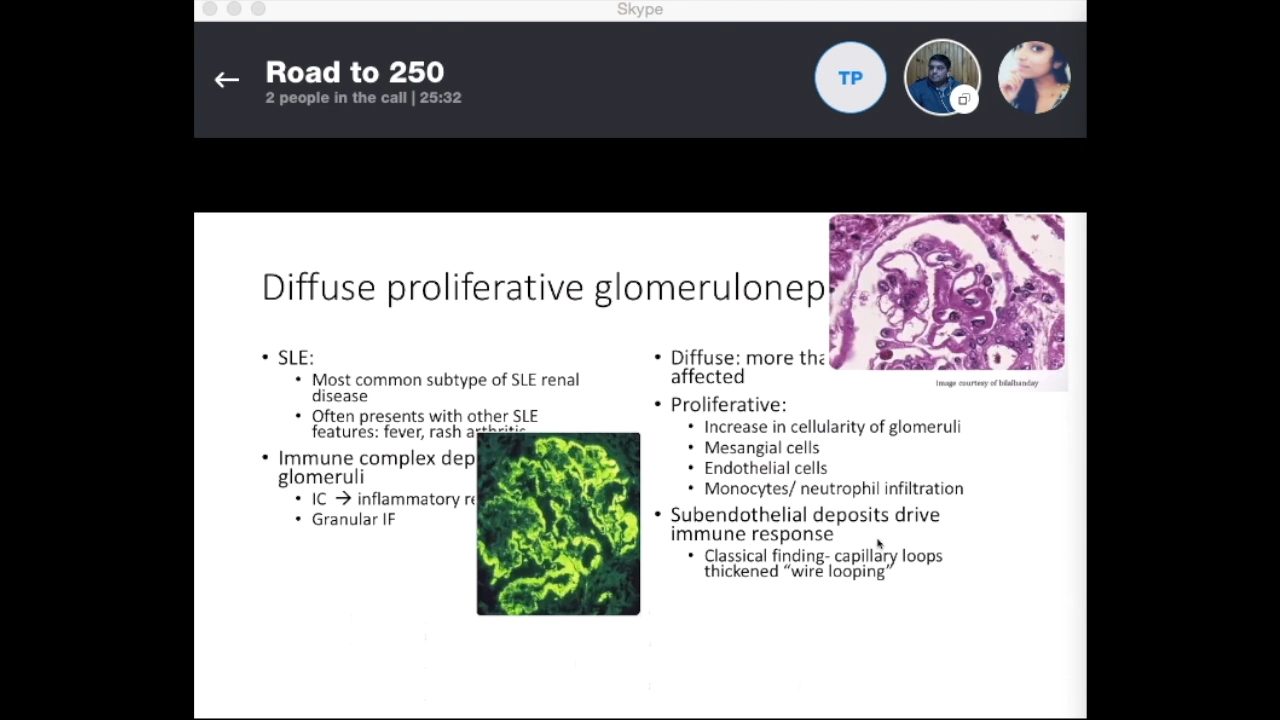 Skype
Road to 250
2 people in the call | 25:32
TP
Diffuse proliferative glomerulonep
• SLE:
• Most common subtype of SLE renal
disease
• Often presents with other SLE
features: fever, rash arthritis
• Immune complex dep
glomeruli
• IC → inflammatory re
• Granular IF
image courtesy of hilalbanday
• Diffuse: more tha
affected
• Proliferative:
• Increase in cellularity of glomeruli
• Mesangial cells
• Endothelial cells
• Monocytes/ neutrophil infiltration
• Subendothelial deposits drive
immune response
• Classical finding- capillary loops
thickened “wire looping”